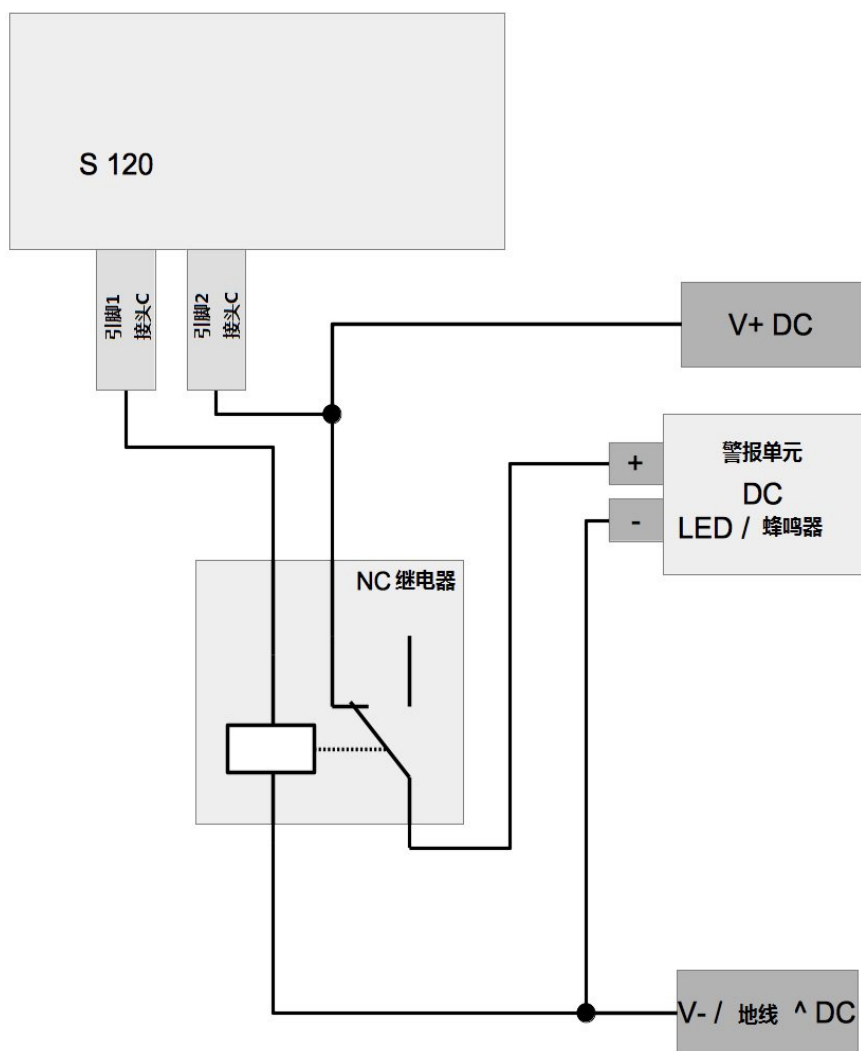 S 120
引脚1
接头C
引脚2
接头C
V+ DC
+
警报单元
DC
-
LED / 蜂鸣器
NC 继电器
V- / 地线 ^ DC